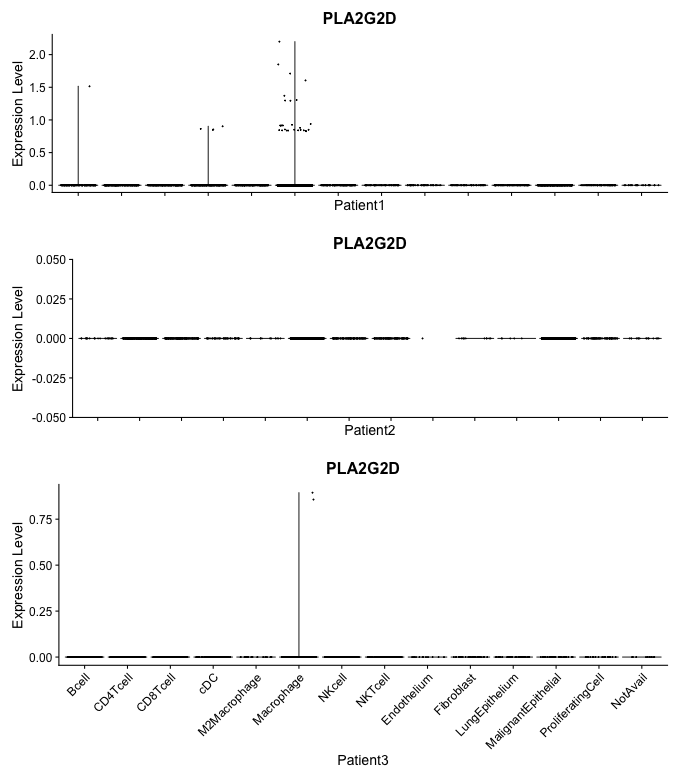 PLA2G2D
Expression Level
2.0
1.5
1.0
0.5
0.0
Patient1
PLA2G2D
Expression Level
0.050
0.025
0.000
-0.025
-0.050
Patient2
PLA2G2D
Expression Level
0.75
0.50
0.25
0.00
Bcell
CD4Tcell
CD8Tcell
cDC
M2Macrophage
Macrophage
NKcell
NKTcell
Endothelium
Fibroblast
LungEpithelium
MalignantEpithelial
ProliferatingCell
NotAvail
Patient3